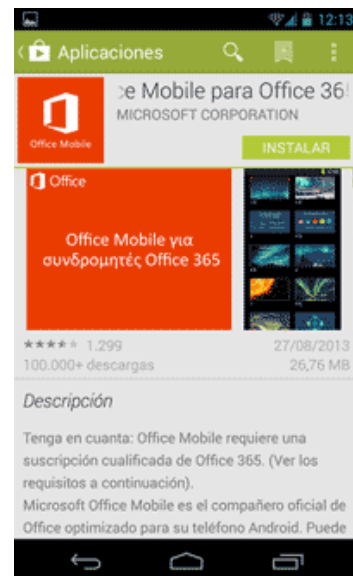 12:13
Aplicaciones
ce Mobile para Office 36
MICROSOFT CORPORATION
Office Mobile
INSTALAR
Office
Office Mobile για
συνδρομητές Office 365
1.299
27/08/2013
100.000+ descargas
26,76 MB
Descripción
Tenga en cuanta: Office Mobile requiere una
suscripción cualificada de Office 365. (Ver los
requisitos a continuación).
Microsoft Office Mobile es el compañero oficial de
Office optimizado para su teléfono Android. Puede